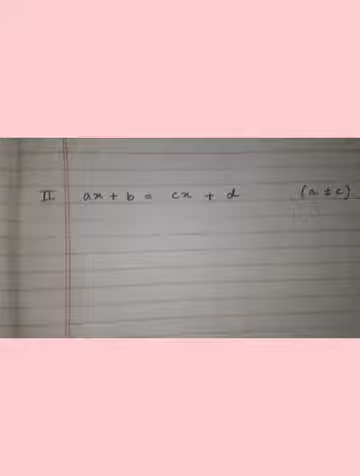 II. ax + b = cx + d (a ≠ c)